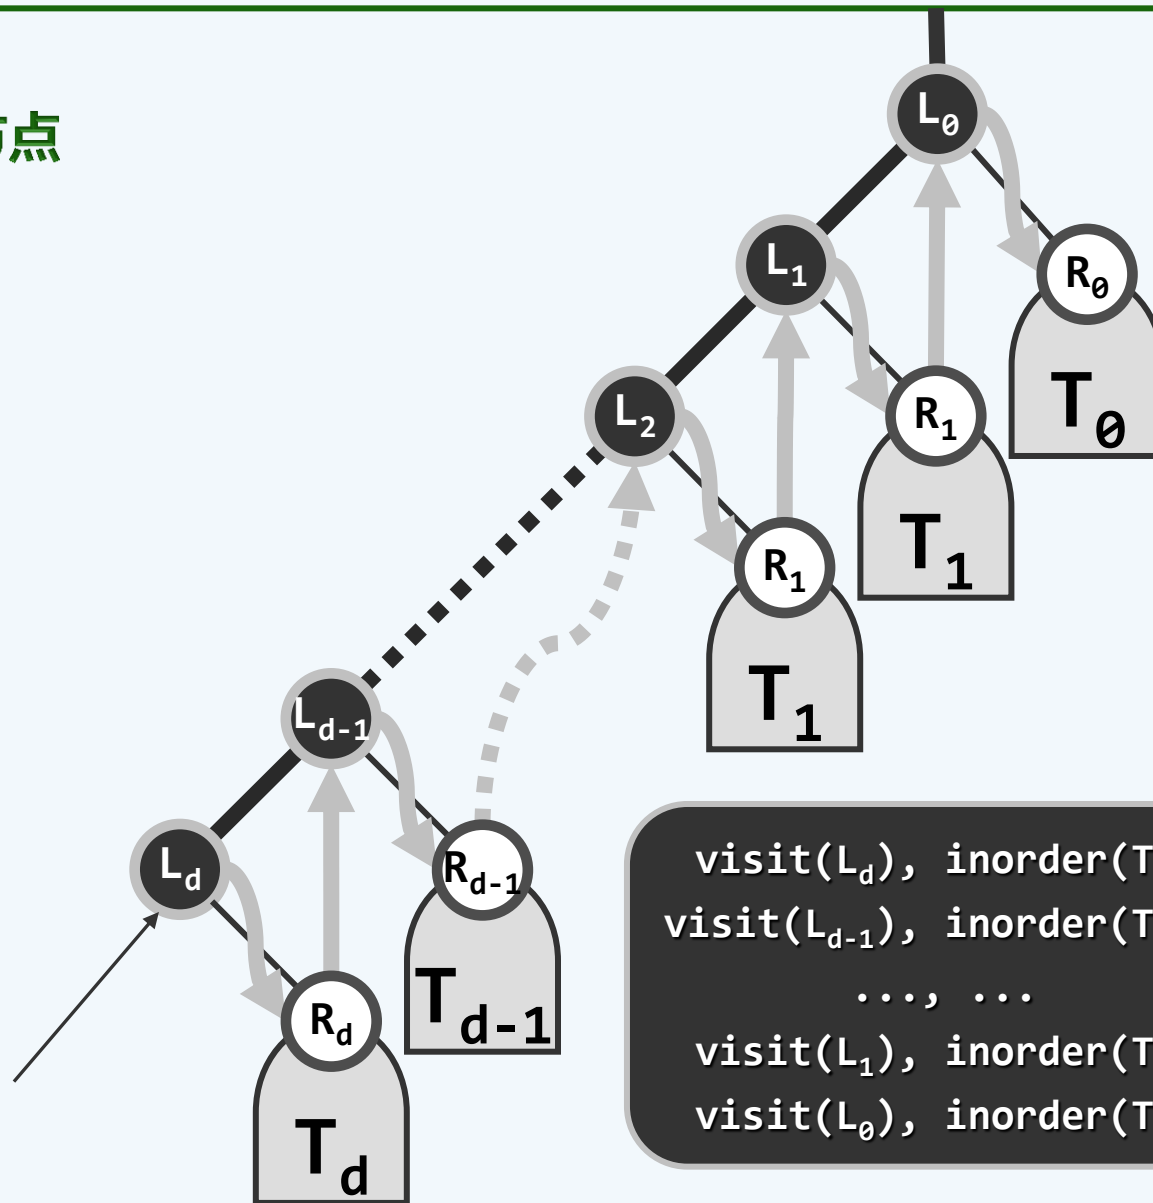 点
L₀
R₀
T₀
L₁
R₁
T₁
L₂
R₁
T₁
L_d-1
R_d-1
T_d-1
L_d
R_d
T_d
visit(L_d), inorder(T
visit(L_d-1), inorder(T
..., ...
visit(L₁), inorder(T
visit(L₀), inorder(T